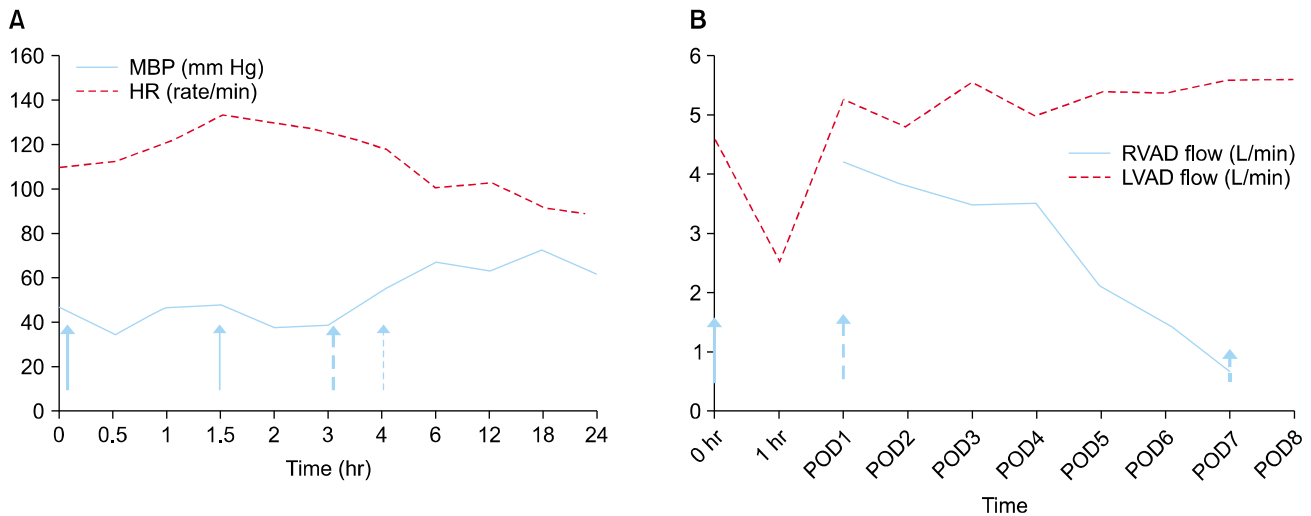 A
160
140
120
100
80
60
40
20
0
MBP (mm Hg)
HR (rate/min)
0 0.5 1 1.5 2 3 4 6 12 18 24
Time (hr)
B
6
5
4
3
2
1
0
RVAD flow (L/min)
LVAD flow (L/min)
0 hr 1 hr POD1 POD2 POD3 POD4 POD5 POD6 POD7 POD8
Time